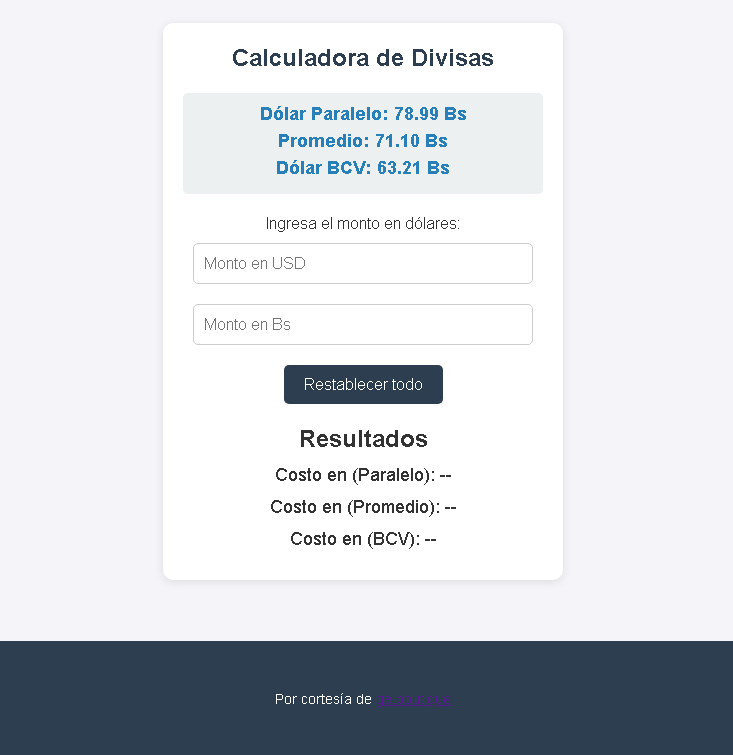 Calculadora de Divisas
Dólar Paralelo: 78.99 Bs
Promedio: 71.10 Bs
Dólar BCV: 63.21 Bs
Ingresa el monto en dólares:
Monto en USD
Monto en Bs
Restablecer todo
Resultados
Costo en (Paralelo): --
Costo en (Promedio): --
Costo en (BCV): --
Por cortesía de